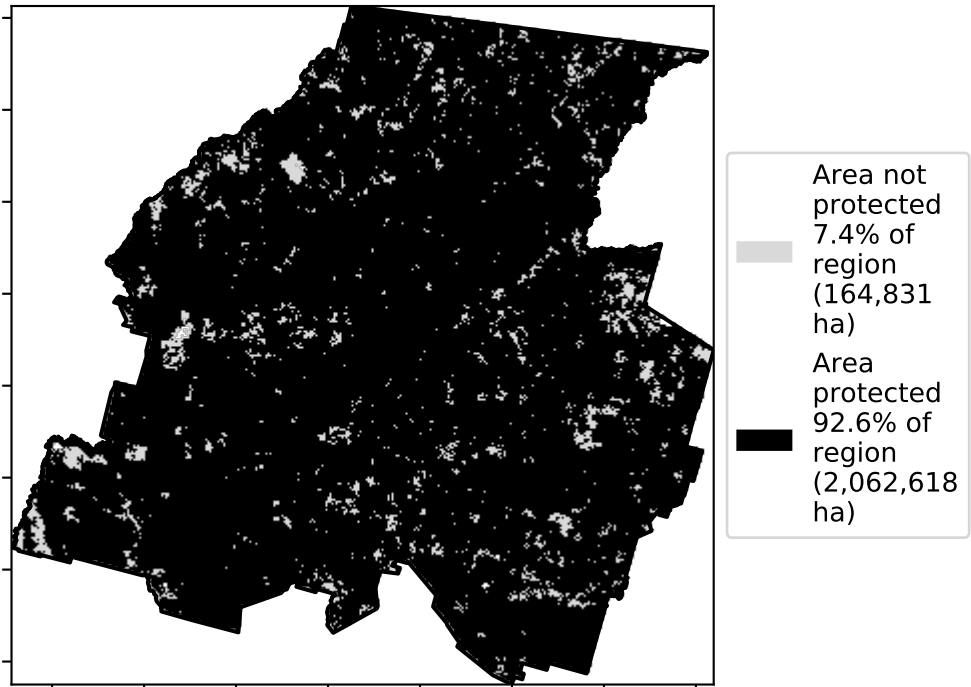 Area not
protected
7.4% of
region
(164,831
ha)
Area
protected
92.6% of
region
(2,062,618
ha)